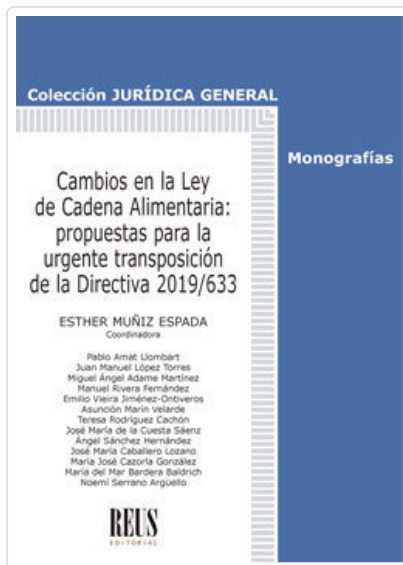 Colección JURÍDICA GENERAL
Monografías
Cambios en la Ley
de Cadena Alimentaria:
propuestas para la
urgente transposición
de la Directiva 2019/633
ESTHER MUÑIZ ESPADA
Coordinadora
Pablo Amat Llombart
Juan Manuel López Torres
Miguel Ángel Adame Martínez
Manuel Rivera Fernández
Emilio Vieira Jiménez-Ontiveros
Asunción Marín Velarde
Teresa Rodríguez Cachón
José María de la Cuesta Sáenz
Ángel Sánchez Hernández
José María Caballero Lozano
María José Cazorla González
María del Mar Bardera Baldrich
Noemí Serrano Argüello
REUS
EDITORIAL